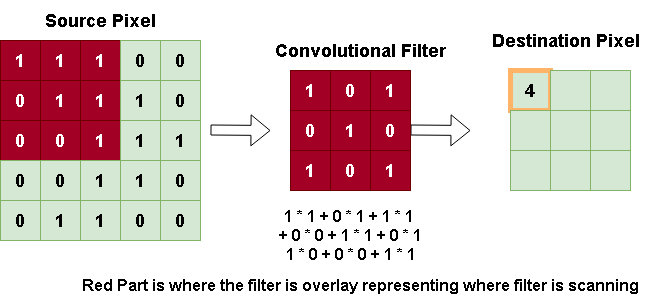 Source Pixel
1 1 1 0 0
0 1 1 1 0
0 0 1 1 1
0 0 1 1 0
0 1 1 0 0
Convolutional Filter
1 0 1
0 1 0
1 0 1
1 * 1 + 0 * 1 + 1 * 1
+ 0 * 0 + 1 * 1 + 0 * 1
1 * 0 + 0 * 0 + 1 * 1
Destination Pixel
4
Red Part is where the filter is overlay representing where filter is scanning